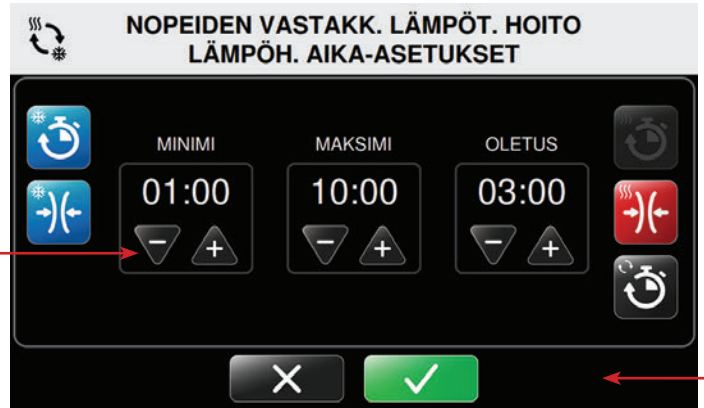 NOPEIDEN VASTAKK. LÄMPÖT. HOITO
LÄMPÖH. AIKA-ASETUKSET
MINIMI MAKSIMI OLETUS
01:00 10:00 03:00